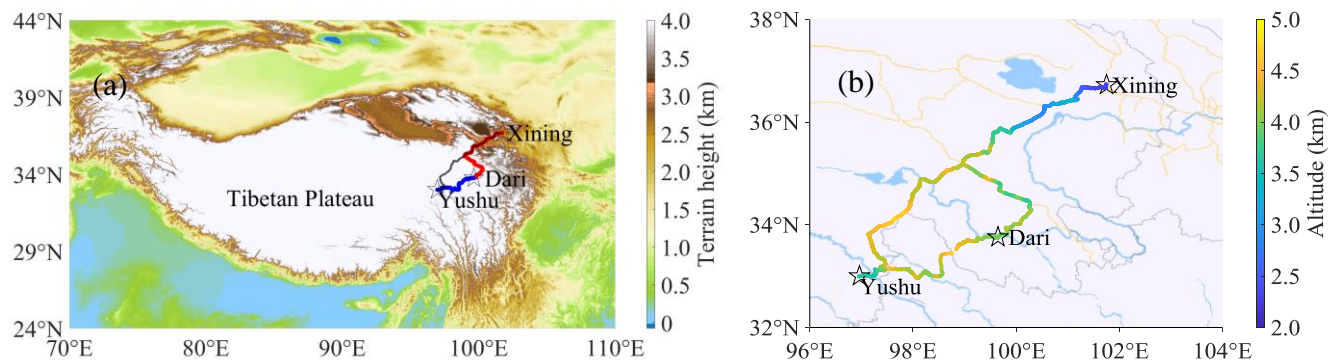 (a)
44°N
39°N
34°N
29°N
24°N
70°E
80°E
90°E
100°E
110°E
Xining
Dari
Yushu
Tibetan Plateau
4.0
3.5
3.0
2.5
2.0
1.5
1.0
0.5
0
Terrain height (km)
(b)
38°N
36°N
34°N
32°N
96°E
98°E
100°E
102°E
104°E
Xining
Dari
Yushu
5.0
4.5
4.0
3.5
3.0
2.5
2.0
Altitude (km)